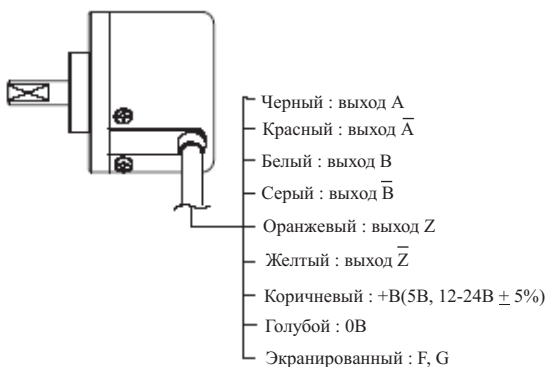 Черный : выход A
Красный : выход A̅
Белый : выход B
Серый : выход B̅
Оранжевый : выход Z
Желтый : выход Z̅
Коричневый : +В(5В, 12-24В ± 5%)
Голубой : 0В
Экранированный : F, G